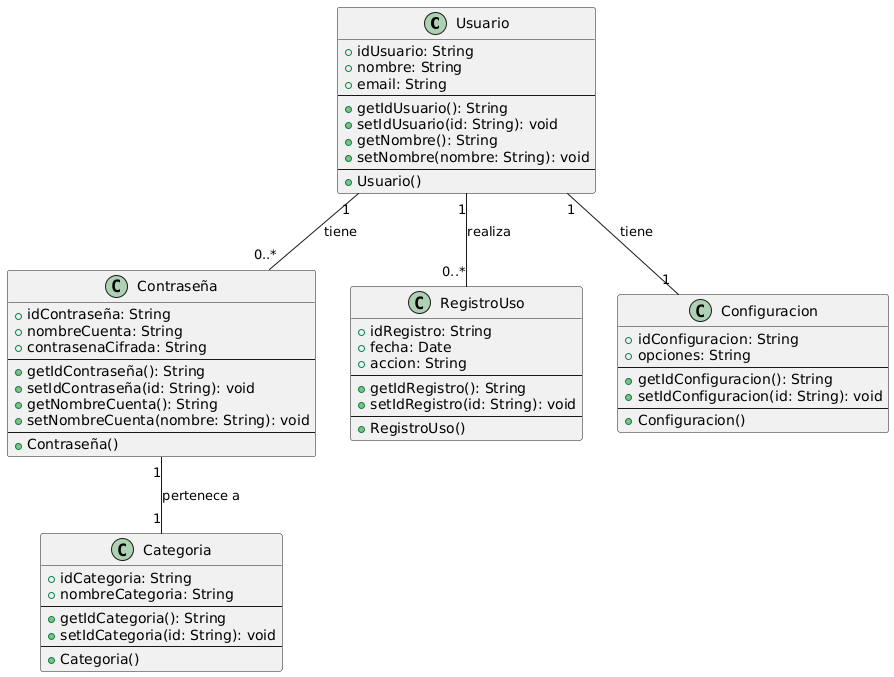 C Usuario
idUsuario: String
nombre: String
email: String
getIdUsuario(): String
setIdUsuario(id: String): void
getNombre(): String
setNombre(nombre: String): void
Usuario()
1
1
1
tiene
realiza
tiene
0..*
0..*
1
C Contraseña
idContraseña: String
nombreCuenta: String
contrasenaCifrada: String
getIdContraseña(): String
setIdContraseña(id: String): void
getNombreCuenta(): String
setNombreCuenta(nombre: String): void
Contraseña()
C RegistroUso
idRegistro: String
fecha: Date
accion: String
getIdRegistro(): String
setIdRegistro(id: String): void
RegistroUso()
C Configuracion
idConfiguracion: String
opciones: String
getIdConfiguracion(): String
setIdConfiguracion(id: String): void
Configuracion()
1
pertenece a
1
C Categoria
idCategoria: String
nombreCategoria: String
getIdCategoria(): String
setIdCategoria(id: String): void
Categoria()